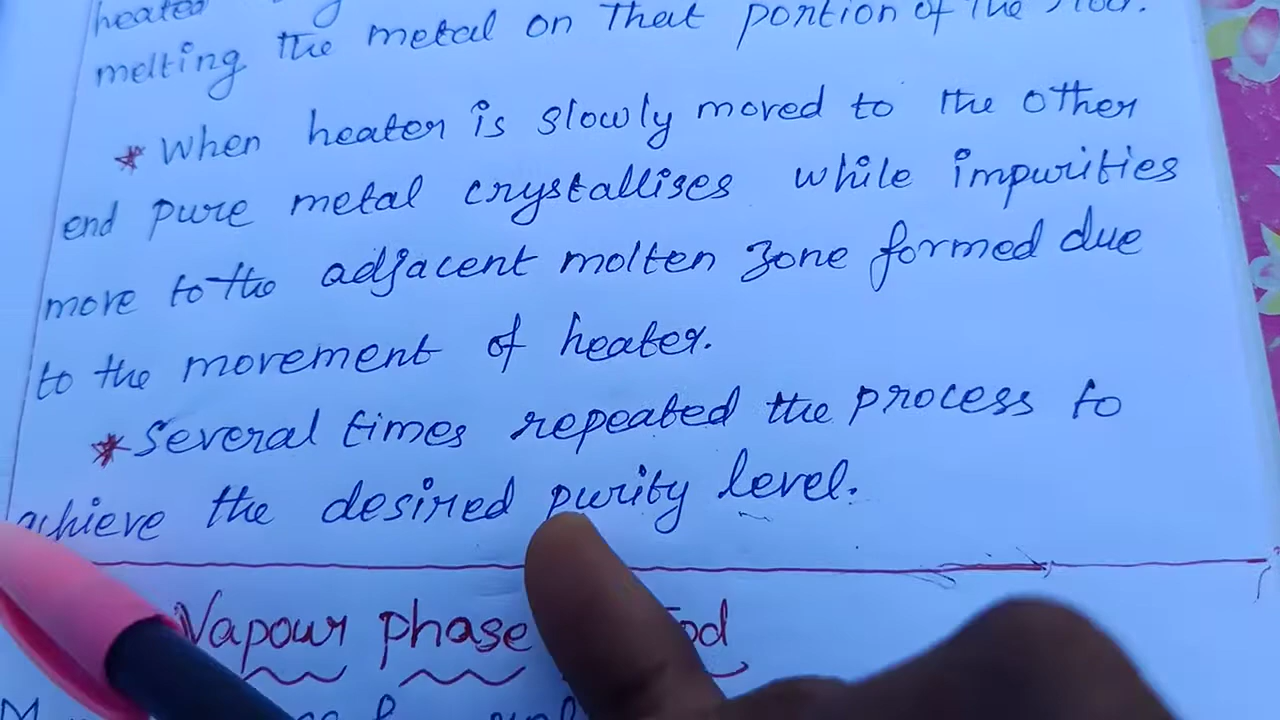 heater
melting the metal on That portion of the rod.
* When heater is slowly moved to the other
end pure metal crystallises while impurities
move to the adjacent molten zone formed due
to the movement of heater.
* Several times repeated the process to
achieve the desired purity level.
Vapour phase